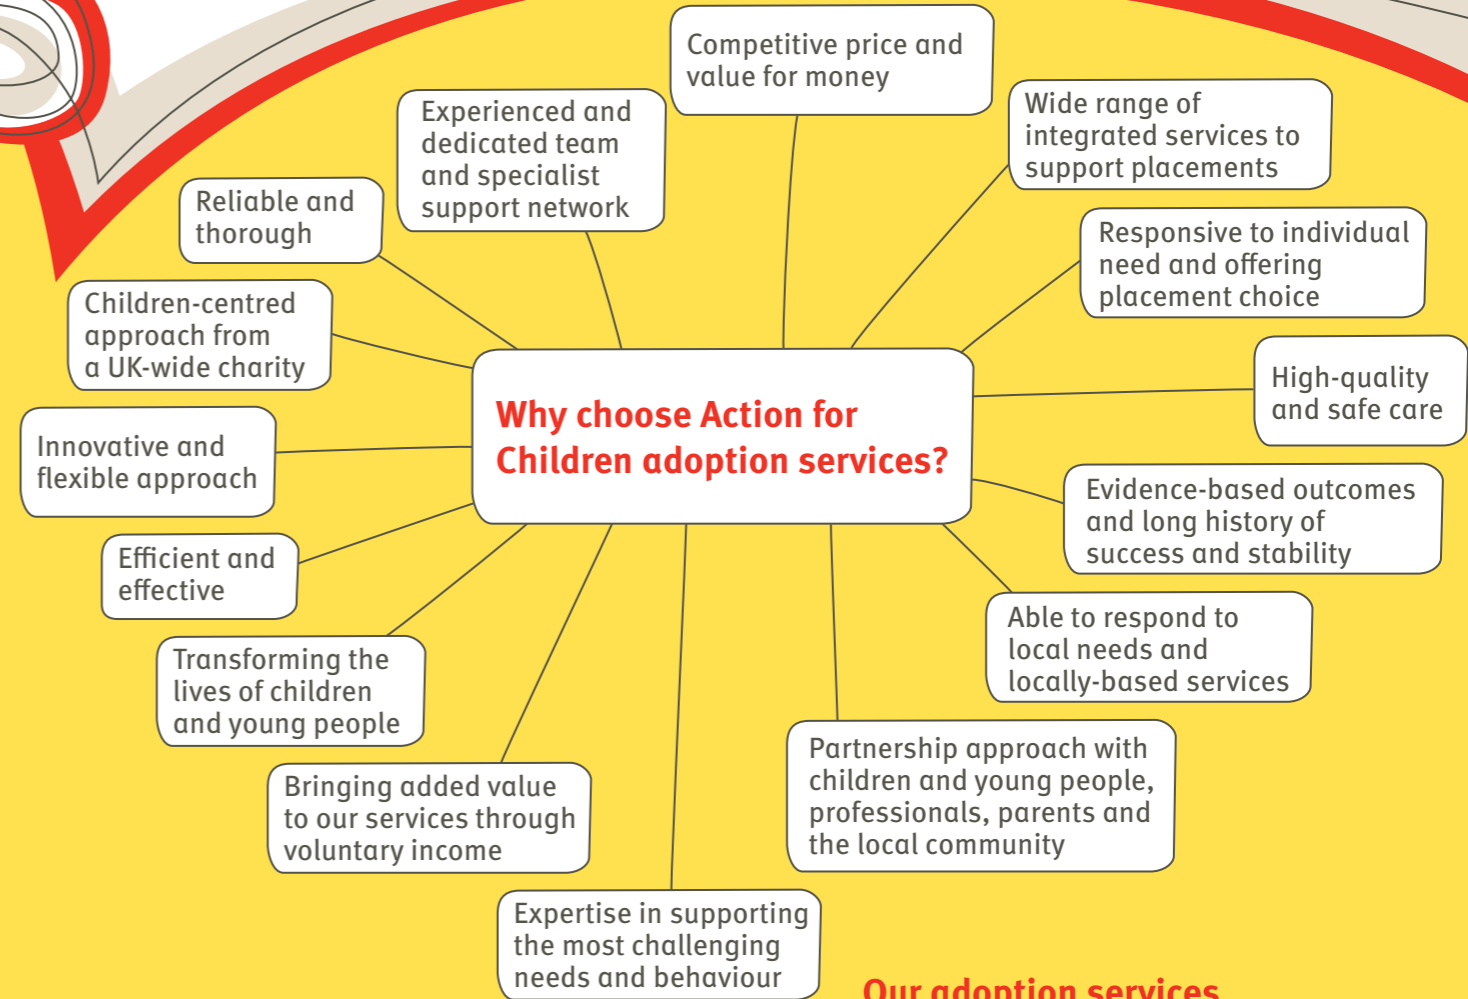 Competitive price and
value for money
Experienced and
dedicated team
and specialist
support network
Wide range of
integrated services to
support placements
Reliable and
thorough
Responsive to individual
need and offering
placement choice
Children-centred
approach from
a UK-wide charity
High-quality
and safe care
Why choose Action for
Children adoption services?
Innovative and
flexible approach
Evidence-based outcomes
and long history of
success and stability
Efficient and
effective
Able to respond to
local needs and
locally-based services
Transforming the
lives of children
and young people
Partnership approach with
children and young people,
professionals, parents and
the local community
Bringing added value
to our services through
voluntary income
Expertise in supporting
the most challenging
needs and behaviour
Our adoption services